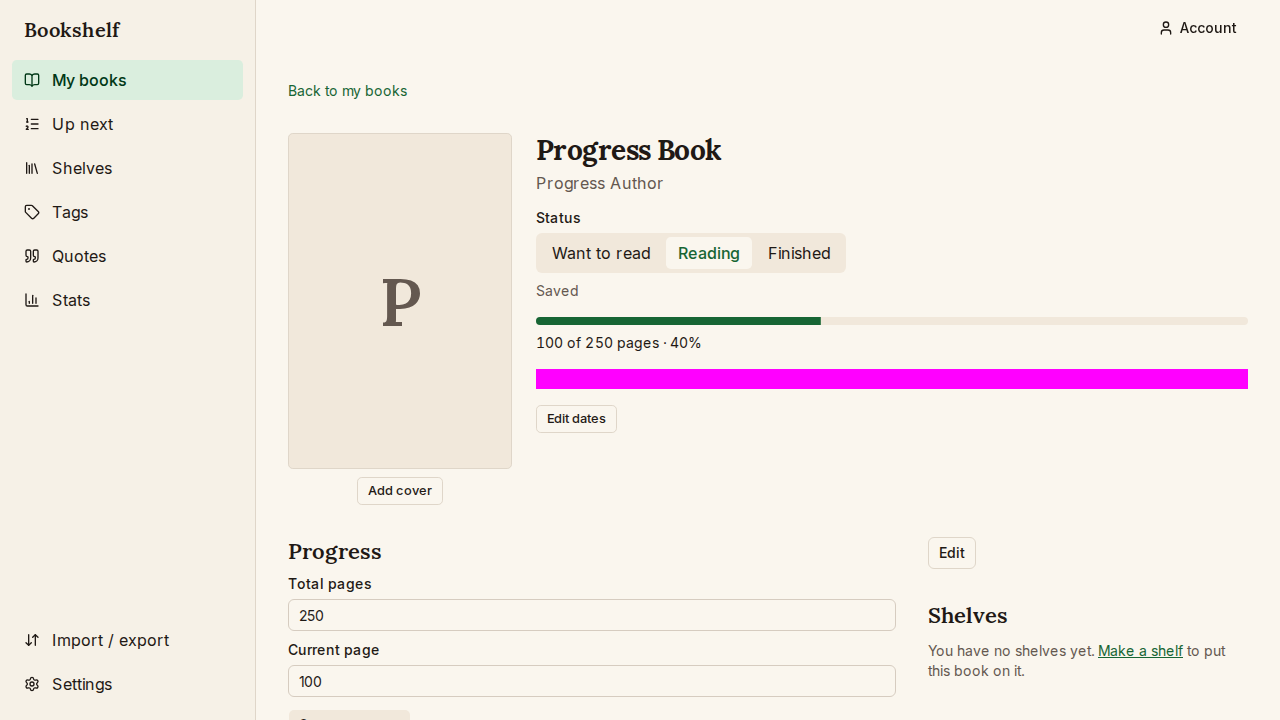 Bookshelf
My books
Up next
Shelves
Tags
Quotes
Stats
Import / export
Settings
Account
Back to my books
P
Add cover
Progress Book
Progress Author
Status
Want to read
Reading
Finished
Saved
100 of 250 pages · 40%
Edit dates
Progress
Total pages
250
Current page
100
Edit
Shelves
You have no shelves yet. Make a shelf to put
this book on it.